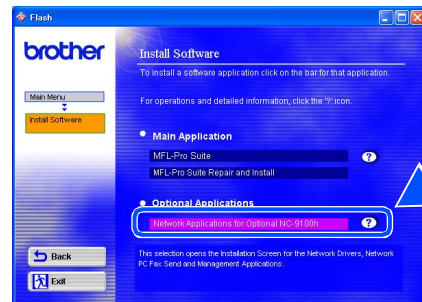 Flash
brother
Install Software
To install a software application click on the bar for that application.
Main Menu
Install Software
For operations and detailed information, click the "?" icon.
Main Application
MFL-Pro Suite
?
MFL-Pro Suite Repair and Install
Optional Applications
Network Applications for Optional NC-9100h
?
This selection opens the Installation Screen for the Network Drivers, Network
PC Fax Send and Management Applications.
Back
Exit